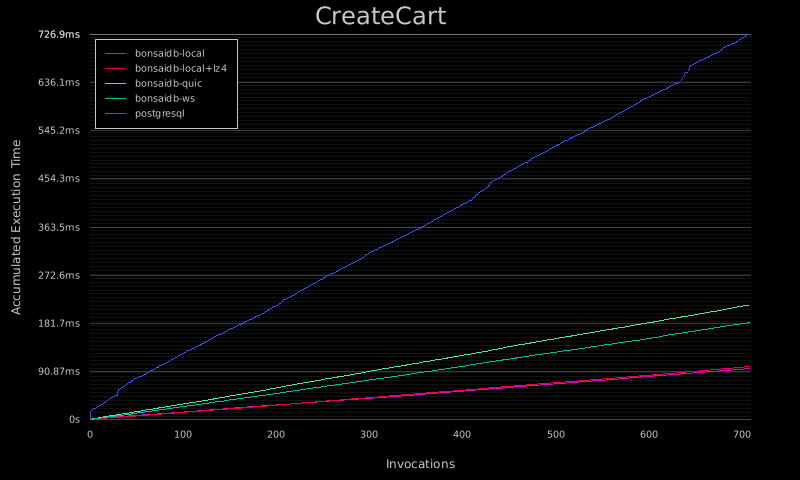 CreateCart
726.9ms
636.1ms
545.2ms
454.3ms
363.5ms
272.6ms
181.7ms
90.87ms
0s
Accumulated Execution Time
bonsaidb-local
bonsaidb-local+lz4
bonsaidb-quic
bonsaidb-ws
postgresql
0 100 200 300 400 500 600 700
Invocations